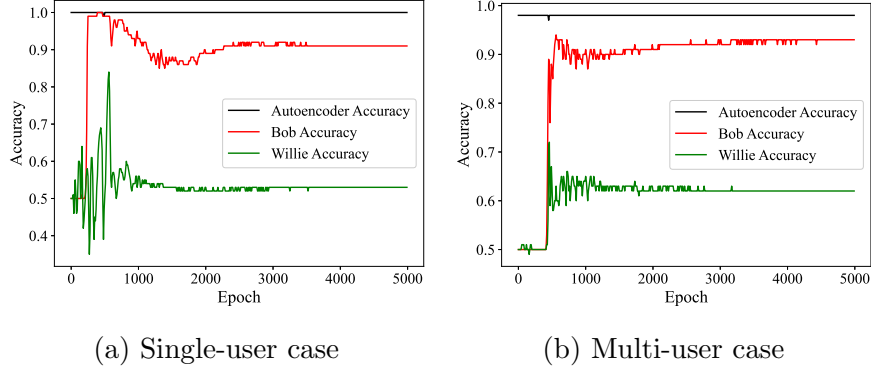 1.0
0.9
0.8
0.7
0.6
0.5
0.4
Accuracy
Autoencoder Accuracy
Bob Accuracy
Willie Accuracy
0 1000 2000 3000 4000 5000
Epoch
(a) Single-user case
1.0
0.9
0.8
0.7
0.6
0.5
Accuracy
Autoencoder Accuracy
Bob Accuracy
Willie Accuracy
0 1000 2000 3000 4000 5000
Epoch
(b) Multi-user case